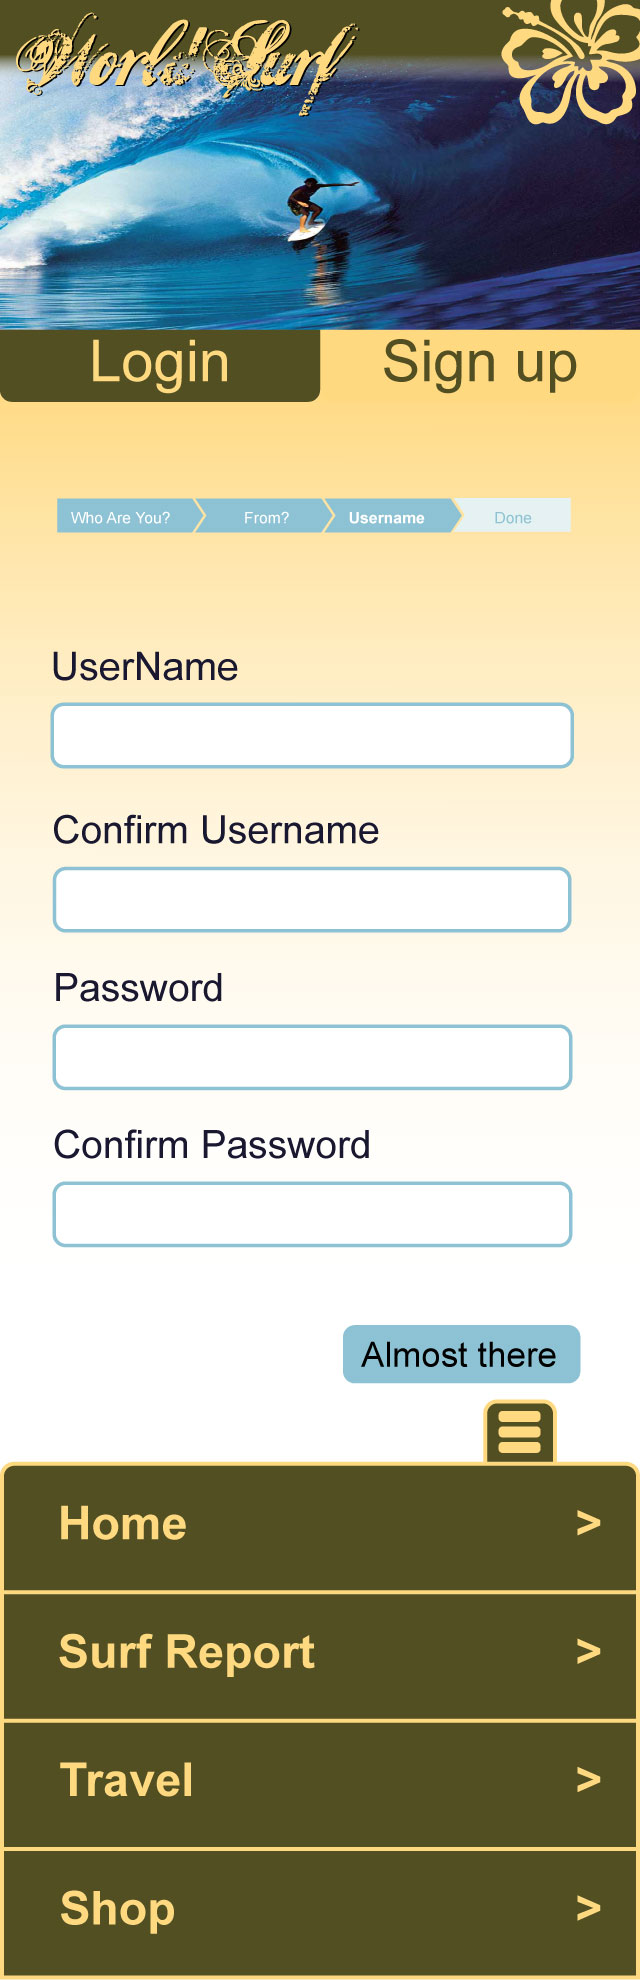 World Surf
Login Sign up
Who Are You? From? Username Done
UserName
Confirm Username
Password
Confirm Password
Almost there
Home >
Surf Report >
Travel >
Shop >